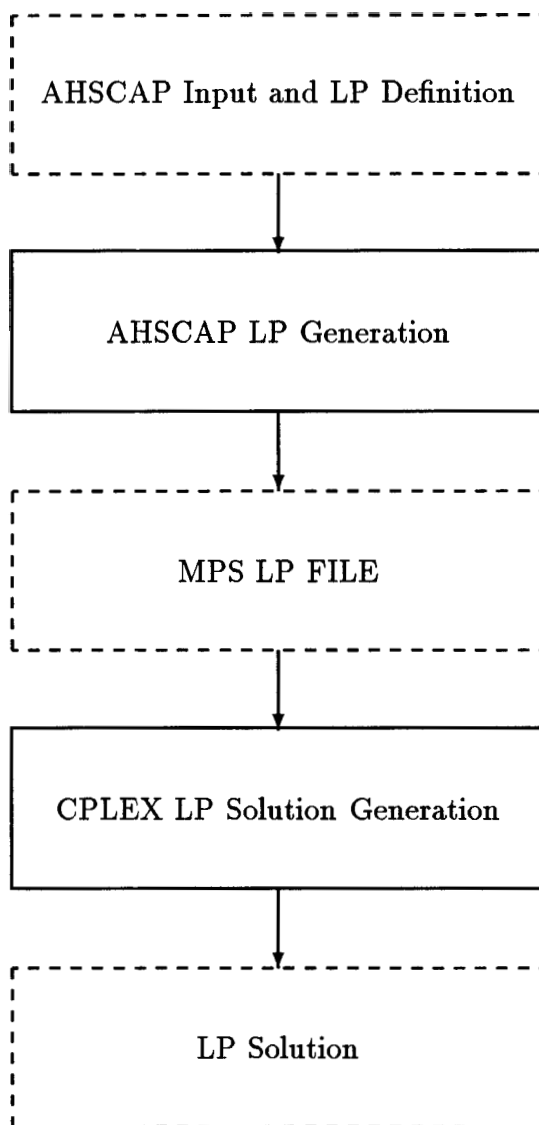 AHSCAP Input and LP Definition
AHSCAP LP Generation
MPS LP FILE
CPLEX LP Solution Generation
LP Solution